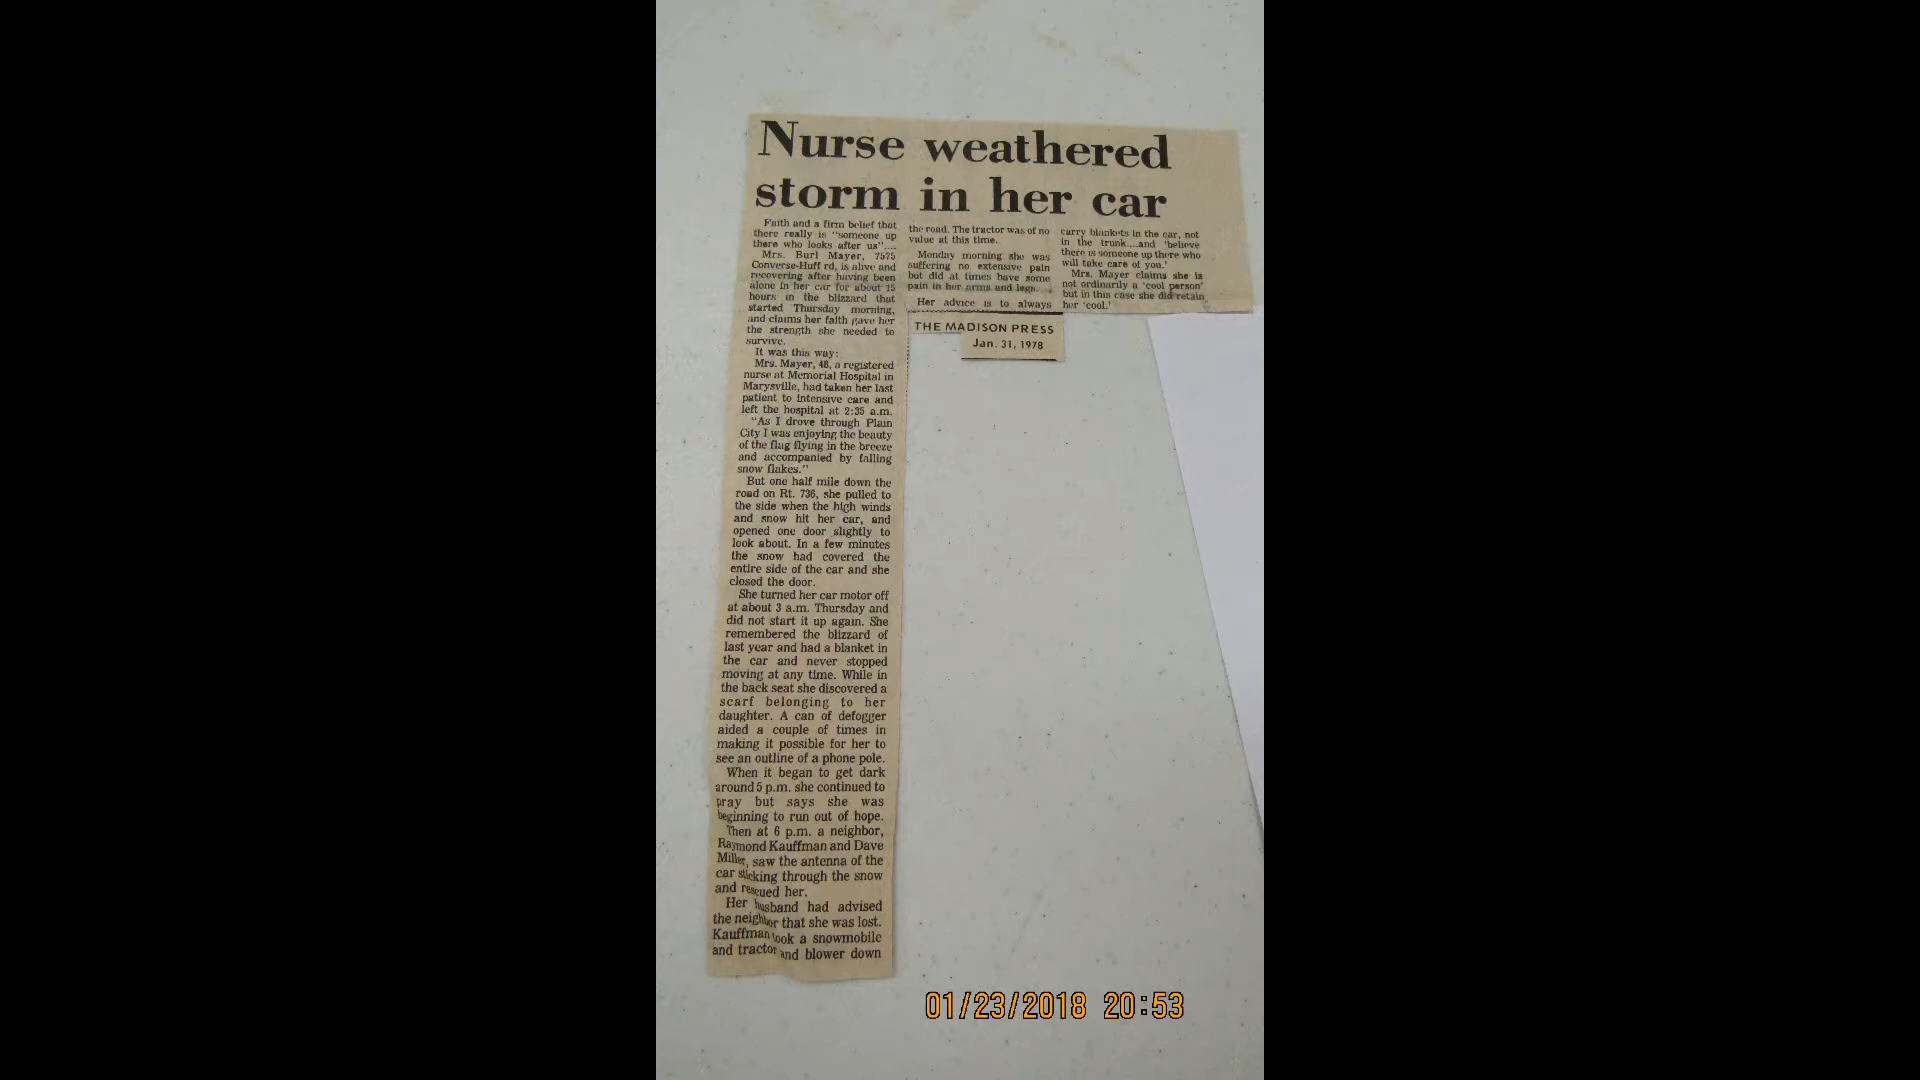 Nurse weathered
storm in her car
Faith and a firm belief that
there really is "someone up
there who looks after us"....
Mrs. Burl Mayer, 7575
Converse-Huff rd, is alive and
recovering after having been
alone in her car for about 15
hours in the blizzard that
started Thursday morning,
and claims her faith gave her
the strength she needed to
survive.
It was this way:
Mrs. Mayer, 48, a registered
nurse at Memorial Hospital in
Marysville, had taken her last
patient to intensive care and
left the hospital at 2:35 a.m.
"As I drove through Plain
City I was enjoying the beauty
of the flag flying in the breeze
and accompanied by falling
snow flakes."
But one half mile down the
road on Rt. 736, she pulled to
the side when the high winds
and snow hit her car, and
opened one door slightly to
look about. In a few minutes
the snow had covered the
entire side of the car and she
closed the door.
She turned her car motor off
at about 3 a.m. Thursday and
did not start it up again. She
remembered the blizzard of
last year and had a blanket in
the car and never stopped
moving at any time. While in
the back seat she discovered a
scarf belonging to her
daughter. A can of defogger
aided a couple of times in
making it possible for her to
see an outline of a phone pole.
When it began to get dark
around 5 p.m. she continued to
pray but says she was
beginning to run out of hope.
Then at 6 p.m. a neighbor,
Raymond Kauffman and Dave
Miller, saw the antenna of the
car sticking through the snow
and rescued her.
Her husband had advised
the neighbor that she was lost.
Kauffman took a snowmobile
and tractor and blower down
the road. The tractor was of no
value at this time.
Monday morning she was
suffering no extensive pain
but did at times have some
pain in her arms and legs.
Her advice is to always
carry blankets in the car, not
in the trunk....and 'believe
there is someone up there who
will take care of you.'
Mrs. Mayer claims she is
not ordinarily a 'cool person'
but in this case she did retain
her 'cool.'
THE MADISON PRESS
Jan. 31, 1978
01/23/2018 20:53